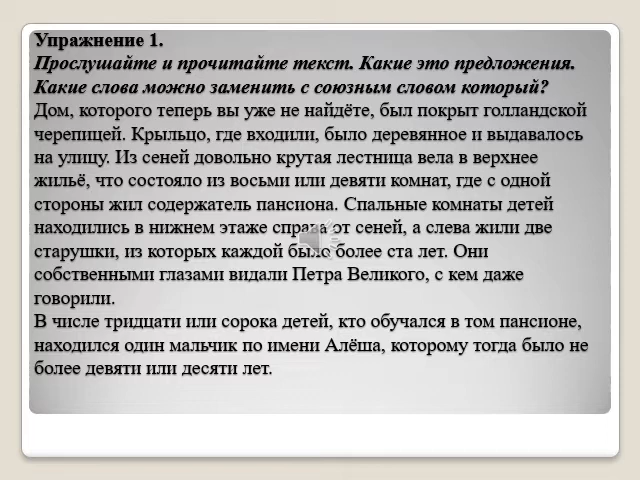 Упражнение 1.
Прослушайте и прочитайте текст. Какие это предложения.
Какие слова можно заменить с союзным словом который?
Дом, которого теперь вы уже не найдёте, был покрыт голландской
черепицей. Крыльцо, где входили, было деревянное и выдавалось
на улицу. Из сеней довольно крутая лестница вела в верхнее
жильё, что состояло из восьми или девяти комнат, где с одной
стороны жил содержатель пансиона. Спальные комнаты детей
находились в нижнем этаже справа от сеней, а слева жили две
старушки, из которых каждой было более ста лет. Они
собственными глазами видали Петра Великого, с кем даже
говорили.
В числе тридцати или сорока детей, кто обучался в том пансионе,
находился один мальчик по имени Алёша, которому тогда было не
более девяти или десяти лет.